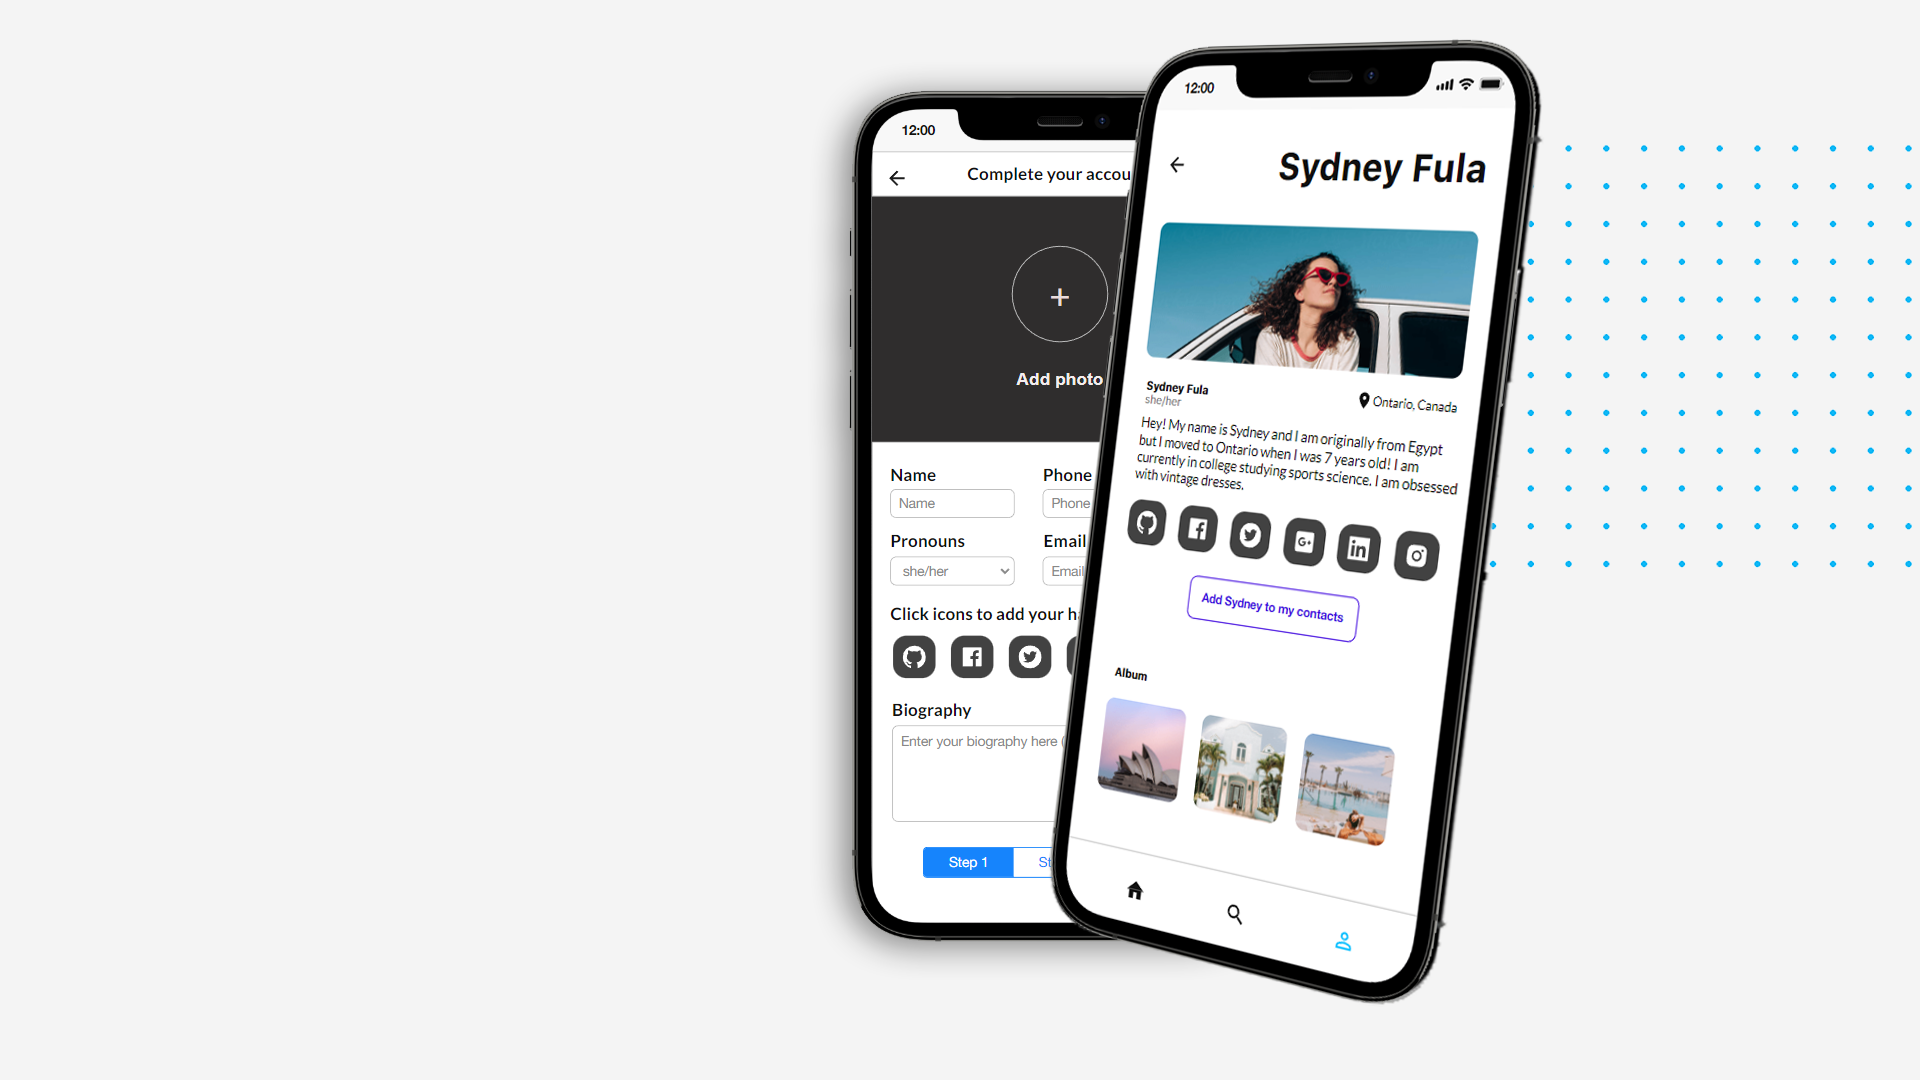 12:00
Complete your accou
+
Add photo
Name
Phone
Name
Phone
Pronouns
Email
she/her
Email
Click icons to add your h
Biography
Enter your biography here (
Step 1
St
12:00
Sydney Fula
Sydney Fula
she/her
Ontario, Canada
Hey! My name is Sydney and I am originally from Egypt
but I moved to Ontario when I was 7 years old! I am
currently in college studying sports science. I am obsessed
with vintage dresses.
G+
in
Add Sydney to my contacts
Album